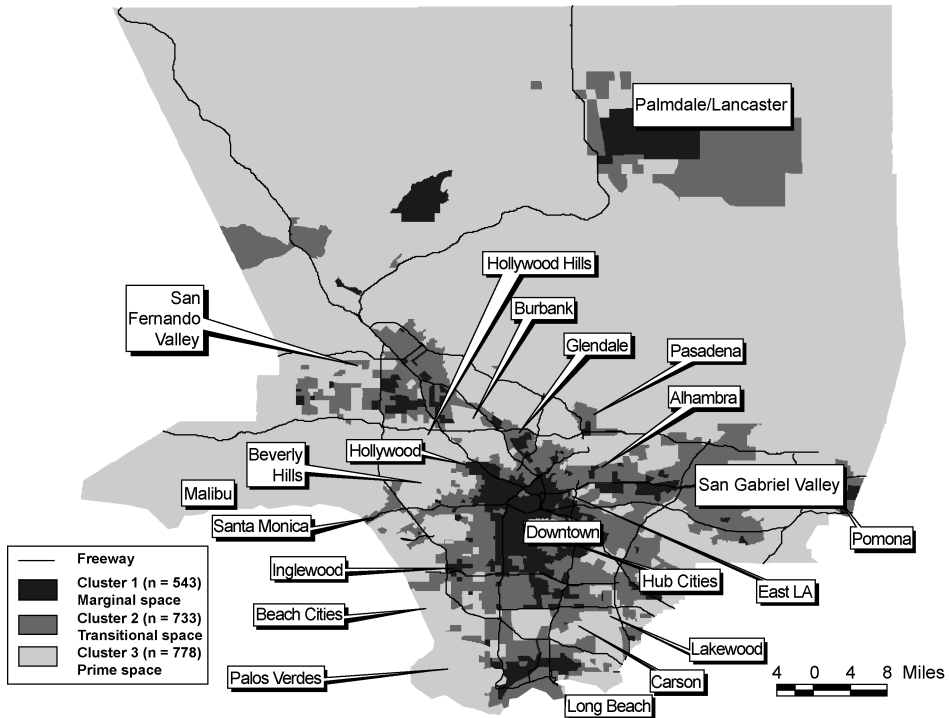 Palmdale/Lancaster
Hollywood Hills
San
Fernando
Valley
Burbank
Glendale
Pasadena
Alhambra
Hollywood
Beverly
Hills
San Gabriel Valley
Malibu
Santa Monica
Downtown
Pomona
Inglewood
Hub Cities
East LA
Beach Cities
Lakewood
Palos Verdes
Carson
Long Beach
Freeway
Cluster 1 (n = 543)
Marginal space
Cluster 2 (n = 733)
Transitional space
Cluster 3 (n = 778)
Prime space
4 0 4 8 Miles